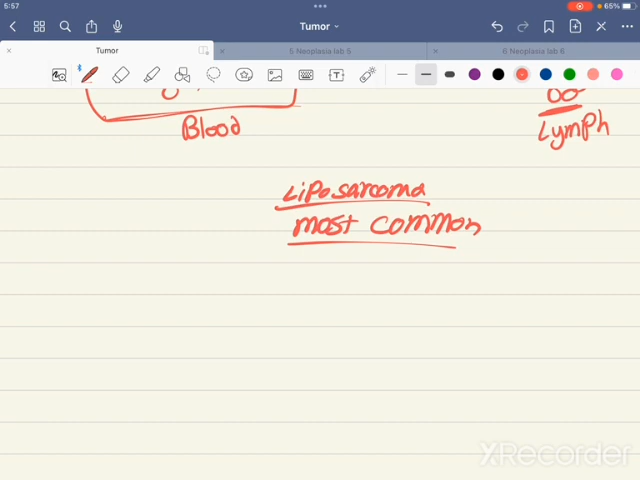 5:57
65%
Tumor
Tumor
5 Neoplasia lab 5
6 Neoplasia lab 6
Blood
Lymph
Liposarcoma
most common
XRecorder